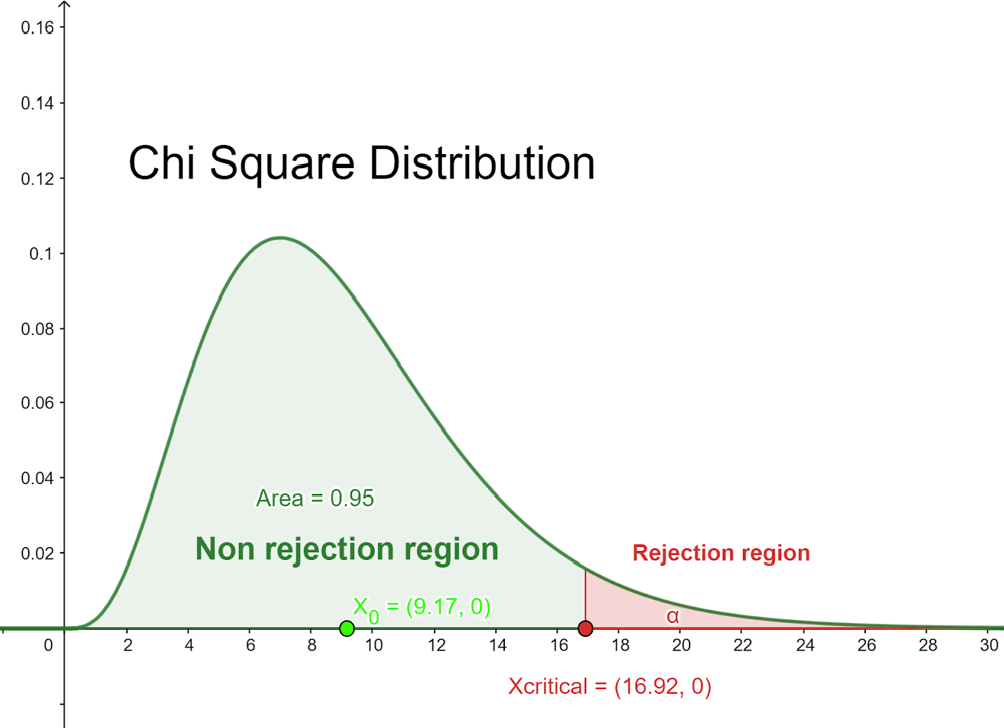 0.16
0.14
Chi Square Distribution
0.12
0.1
0.08
0.06
0.04
Area = 0.95
Non rejection region
Rejection region
0.02
X0 = (9.17, 0)
α
0 2 4 6 8 10 12 14 16 18 20 22 24 26 28 30
Xcritical = (16.92, 0)